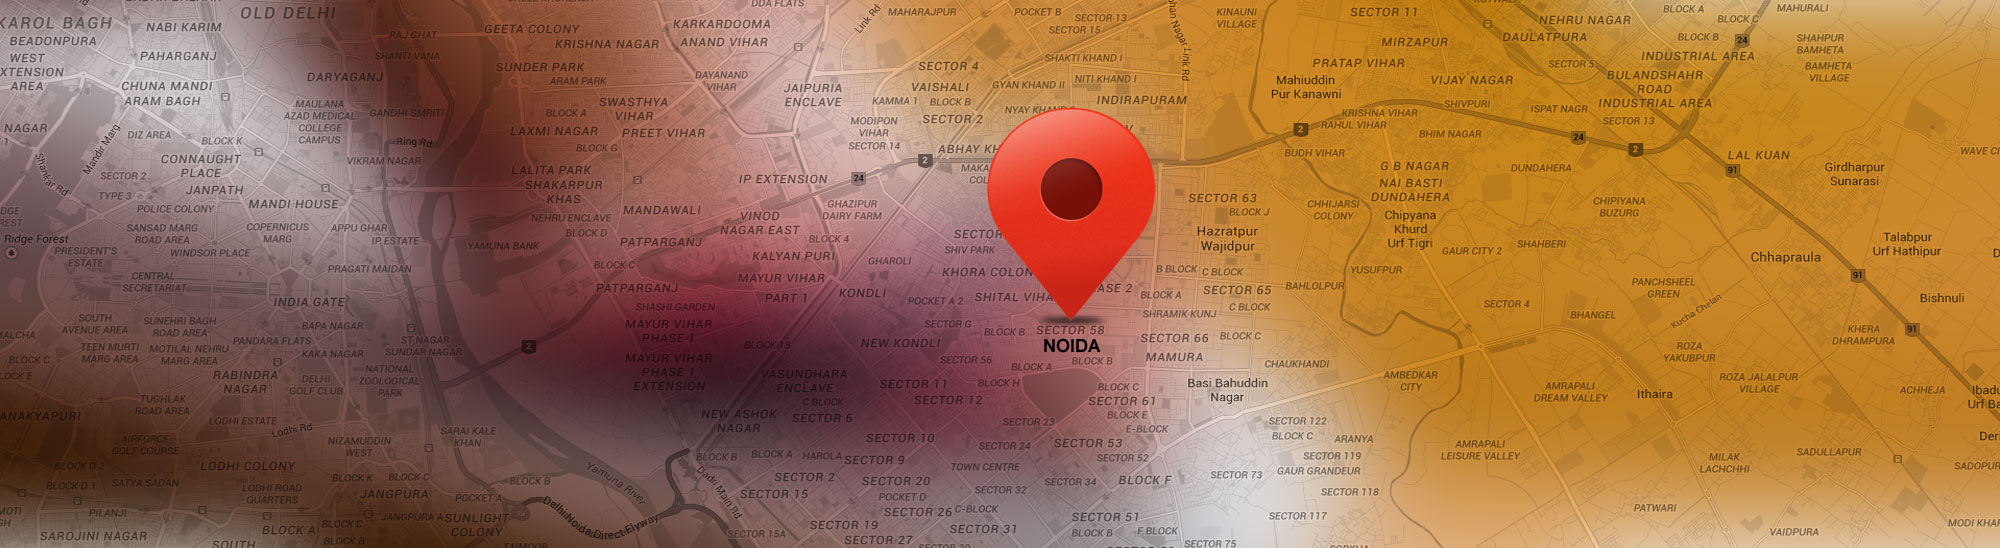 OLD DELHI
KAROL BAGH
NABI KARIM
BEADONPURA
PAHARGANJ
WEST
EXTENSION
AREA
CHUNA MANDI
ARAM BAGH
NAGAR
DIZ AREA
Mandir Marg
Shankar Rd
BLOCK K
CONNAUGHT
PLACE
SECTOR 2
TYPE 3
JANPATH
POLICE COLONY
MANDI HOUSE
SANSAD MARG
ROAD AREA
WINDSOR PLACE
COPERNICUS
MARG
Ridge Forest
PRESIDENT'S
ESTATE
CENTRAL
SECRETARIAT
INDIA GATE
SOUTH
AVENUE AREA
SUNEHRI BAGH
ROAD AREA
BAPA NAGAR
PANDARA FLATS
TEEN MURTI
MARG AREA
MOTILAL NEHRU
MARG AREA
KAKA NAGAR
BLOCK C
RABINDRA
NAGAR
DELHI
GOLF CLUB
NATIONAL
ZOOLOGICAL
PARK
ST NAGAR
SUNDAR NAGAR
TUGHLAK
ROAD AREA
LODHI ESTATE
Lodhi Rd
AIRFORCE
GOLF COURSE
NIZAMUDDIN
WEST
SARAI KALE
KHAN
LODHI COLONY
BLOCK D 2
BLOCK D 1
SATYA SADAN
LODHI ROAD
QUARTERS
BLOCK K
BLOCK C
JANGPURA
POCKET A
PILANJI
JANGPURA A
SUNLIGHT
COLONY
SAROJINI NAGAR
BLOCK A
BLOCK C
BLOCK B
SOUTH
RAJ GHAT
SHANTI VANA
DARYAGANJ
MAULANA
AZAD MEDICAL
COLLEGE
CAMPUS
GANDHI SMRITI
Ring Rd
VIKRAM NAGAR
APPU GHAR
IP ESTATE
PRAGATI MAIDAN
GEETA COLONY
KRISHNA NAGAR
SUNDER PARK
ARAM PARK
SWASTHYA
VIHAR
BLOCK A
LAXMI NAGAR
PREET VIHAR
BLOCK G
LALITA PARK
SHAKARPUR
KHAS
NEHRU ENCLAVE
BLOCK D
YAMUNA BANK
MANDAWALI
PATPARGANJ
BLOCK C
PATPARGANJ
SHASHI GARDEN
MAYUR VIHAR
PHASE 1
MAYUR VIHAR
PHASE 1
EXTENSION
2
DDA FLATS
KARKARDOOMA
ANAND VIHAR
DAYANAND
VIHAR
JAIPURIA
ENCLAVE
Link Rd
IP EXTENSION
24
VINOD
NAGAR EAST
GHAZIPUR
DAIRY FARM
BLOCK 4
KALYAN PURI
MAYUR VIHAR
PART 1
GHAROLI
KONDLI
POCKET A 2
SECTOR G
BLOCK 18
NEW KONDLI
VASUNDHARA
ENCLAVE
C BLOCK
SECTOR 6
SECTOR 11
SECTOR 12
SECTOR 56
NEW ASHOK
NAGAR
SECTOR 10
BLOCK B
BLOCK A
HAROLA
SECTOR 9
SECTOR 2
SECTOR 20
SECTOR 15
POCKET D
SECTOR 26
C-BLOCK
SECTOR 19
SECTOR 27
SECTOR 31
SECTOR 15A
Yamuna River
BLOCK B
Delhi Noida Direct Flyway
Dadri Main Rd
TAIMOOR
MAHARAJPUR
POCKET B
SECTOR 13
SECTOR 15
SECTOR 4
SHAKTI KHAND I
VAISHALI
GYAN KHAND II
NITI KHAND I
KAMMA 1
BLOCK B
SECTOR 2
INDIRAPURAM
MODIPON
VIHAR
SECTOR 14
2
SHIV PARK
SHITAL
BLOCK B
SECTOR 58
NOIDA
BLOCK A
BLOCK B
BLOCK H
SECTOR 23
SECTOR 24
TOWN CENTRE
SECTOR 32
SECTOR 34
SECTOR 53
SECTOR 52
BLOCK F
SECTOR 51
F BLOCK
BLOCK C
SECTOR 61
BLOCK E
E-BLOCK
KINAUNI
VILLAGE
SECTOR 11
MIRZAPUR
PRATAP VIHAR
Mahiuddin
Pur Kanawni
KRISHNA VIHAR
RAHUL VIHAR
2
BUDH VIHAR
SECTOR 63
BLOCK J
Hazratpur
Wajidpur
CHHIJARSI
COLONY
B BLOCK
C BLOCK
SECTOR 65
C BLOCK
BLOCK A
SHRAMIK KUNJ
SECTOR 66
BLOCK C
MAMURA
BAHLOLPUR
YUSUFPUR
CHAUKHANDI
Basi Bahuddin
Nagar
SECTOR 122
BLOCK C
ARANYA
SECTOR 119
GAUR GRANDEUR
SECTOR 73
SECTOR 118
SECTOR 117
SECTOR 75
NEHRU NAGAR
DAULATPURA
VIJAY NAGAR
SHIVPURI
ISPAT NAGR
BHIM NAGAR
24
2
SECTOR 5
BLOCK A
BLOCK C
BLOCK B
24
INDUSTRIAL AREA
BULANDSHAHR
ROAD
INDUSTRIAL AREA
SECTOR 13
MAHURALI
SHAHPUR
BAMHETA
BAMHETA
VILLAGE
G B NAGAR
NAI BASTI
DUNDAHERA
DUNDAHERA
Chipyana
Khurd
Urf Tigri
CHIPIYANA
BUZURG
GAUR CITY 2
SHAHBERI
LAL KUAN
91
Girdharpur
Sunarasi
Chhapraula
Talabpur
Urf Hathipur
91
Bishnuli
91
SECTOR 4
PANCHSHEEL
GREEN
BHANGEL
Kucha Chelan
KHERA
DHRAMPURA
ROZA
YAKUBPUR
AMBEDKAR
CITY
AMRAPALI
DREAM VALLEY
Ithaira
ROZA JALALPUR
VILLAGE
ACHHEJA
AMRAPALI
LEISURE VALLEY
MILAK
LACHCHHI
SADULLAPUR
PATWARI
VAIDPURA